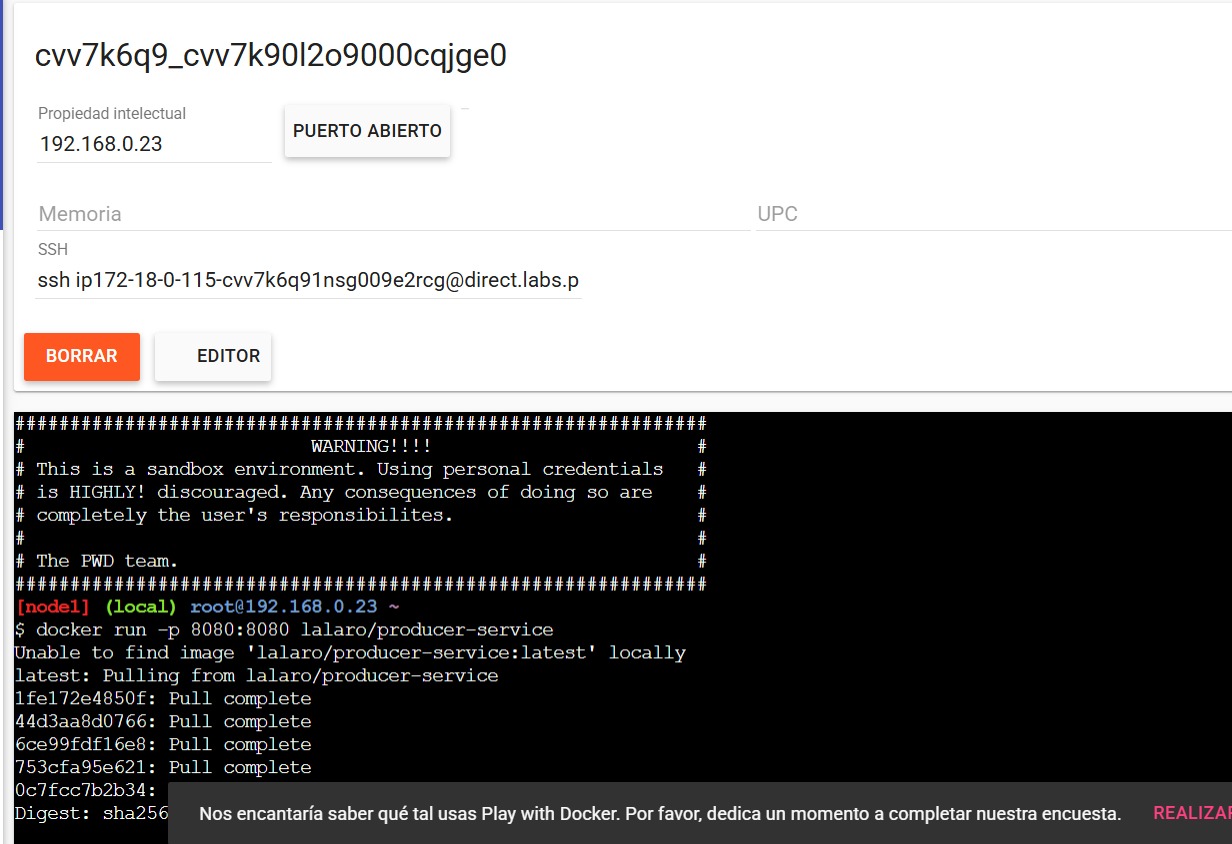 cvv7k6q9_cvv7k90l2o9000cqjge0
Propiedad intelectual
192.168.0.23
PUERTO ABIERTO
Memoria
UPC
SSH
ssh ip172-18-0-115-cvv7k6q91nsg009e2rcg@direct.labs.p
BORRAR
EDITOR
###############################################################
# WARNING!!!! #
# This is a sandbox environment. Using personal credentials #
# is HIGHLY! discouraged. Any consequences of doing so are #
# completely the user's responsibilites. #
# #
# The PWD team. #
###############################################################
[node1] (local) root@192.168.0.23 ~
$ docker run -p 8080:8080 lalaro/producer-service
Unable to find image 'lalaro/producer-service:latest' locally
latest: Pulling from lalaro/producer-service
1fe172e4850f: Pull complete
44d3aa8d0766: Pull complete
6ce99fdf16e8: Pull complete
753cfa95e621: Pull complete
0c7fcc7b2b34:
Digest: sha256
Nos encantaría saber qué tal usas Play with Docker. Por favor, dedica un momento a completar nuestra encuesta.
REALIZAR